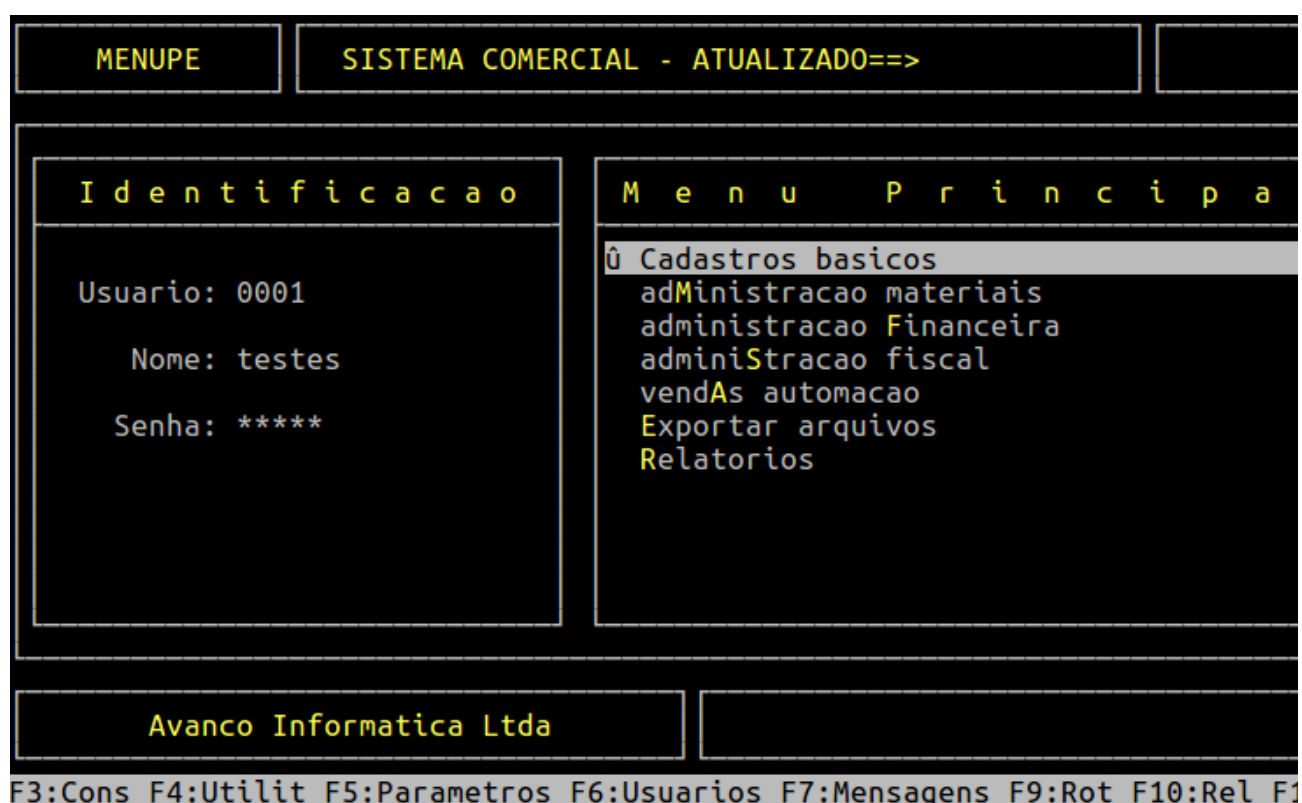 MENUPE
SISTEMA COMERCIAL - ATUALIZADO==>
I d e n t i f i c a c a o
Usuario: 0001
Nome: testes
Senha: *****
M e n u   P r i n c i p a
û Cadastros basicos
adMinistracao materiais
administracao Financeira
adminiStracao fiscal
vendAs automacao
Exportar arquivos
Relatorios
Avanco Informatica Ltda
F3:Cons F4:Utilit F5:Parametros F6:Usuarios F7:Mensagens F9:Rot F10:Rel F1